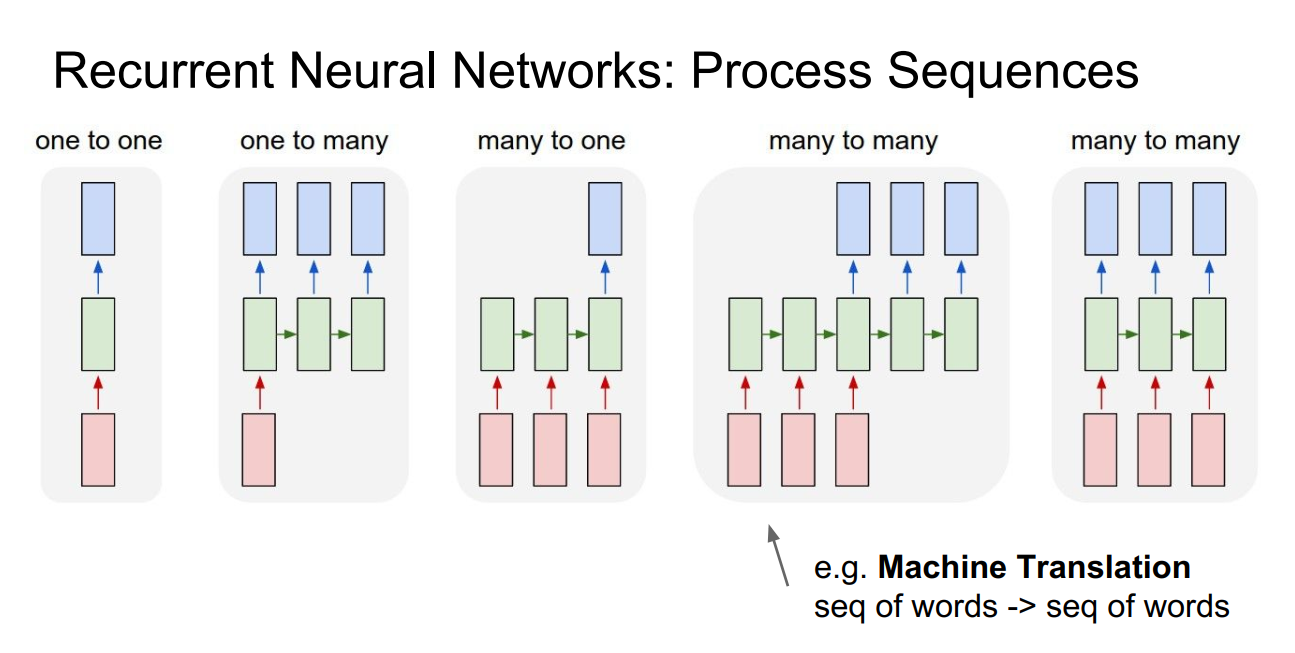 Recurrent Neural Networks: Process Sequences
one to one
one to many
many to one
many to many
many to many
e.g. Machine Translation
seq of words -> seq of words